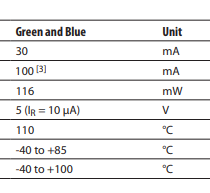 Green and Blue Unit
30 mA
100 [3] mA
116 mW
5 (IR = 10 μA) V
110 °C
-40 to +85 °C
-40 to +100 °C